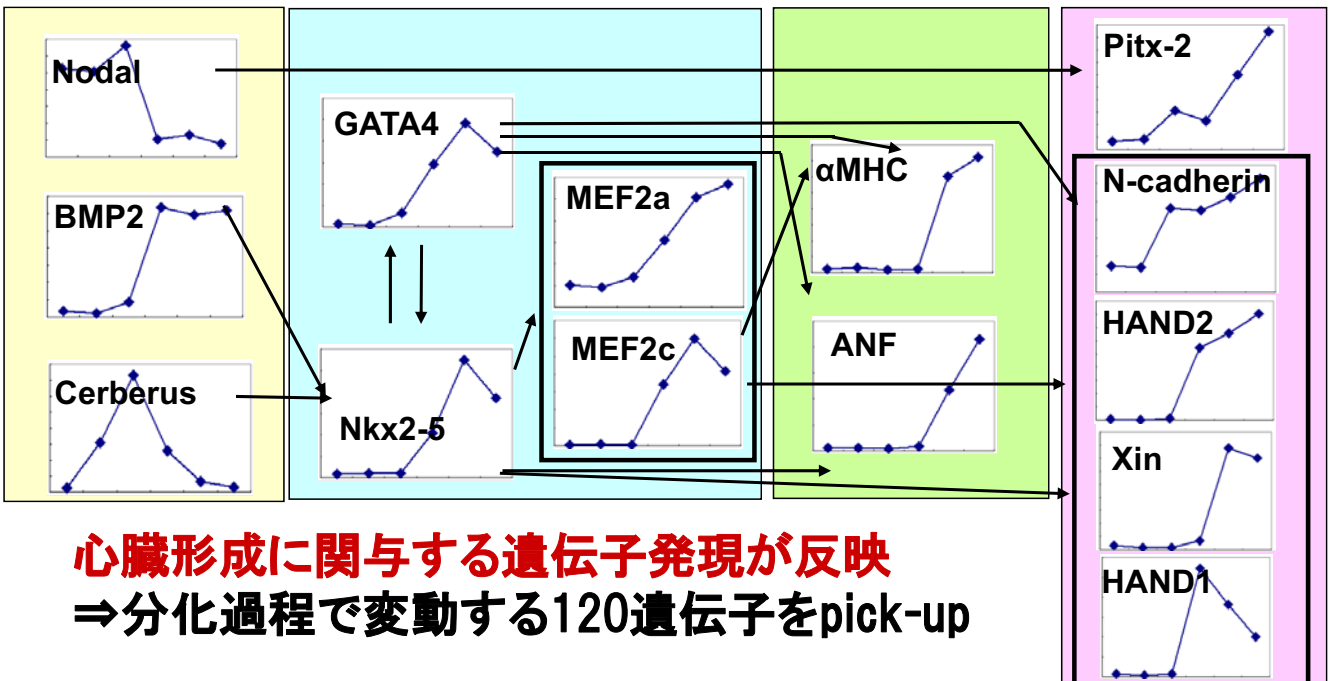 Nodal
BMP2
Cerberus
GATA4
Nkx2-5
MEF2a
MEF2c
αMHC
ANF
Pitx-2
N-cadherin
HAND2
Xin
HAND1
心臓形成に関与する遺伝子発現が反映
⇒分化過程で変動する120遺伝子をpick-up